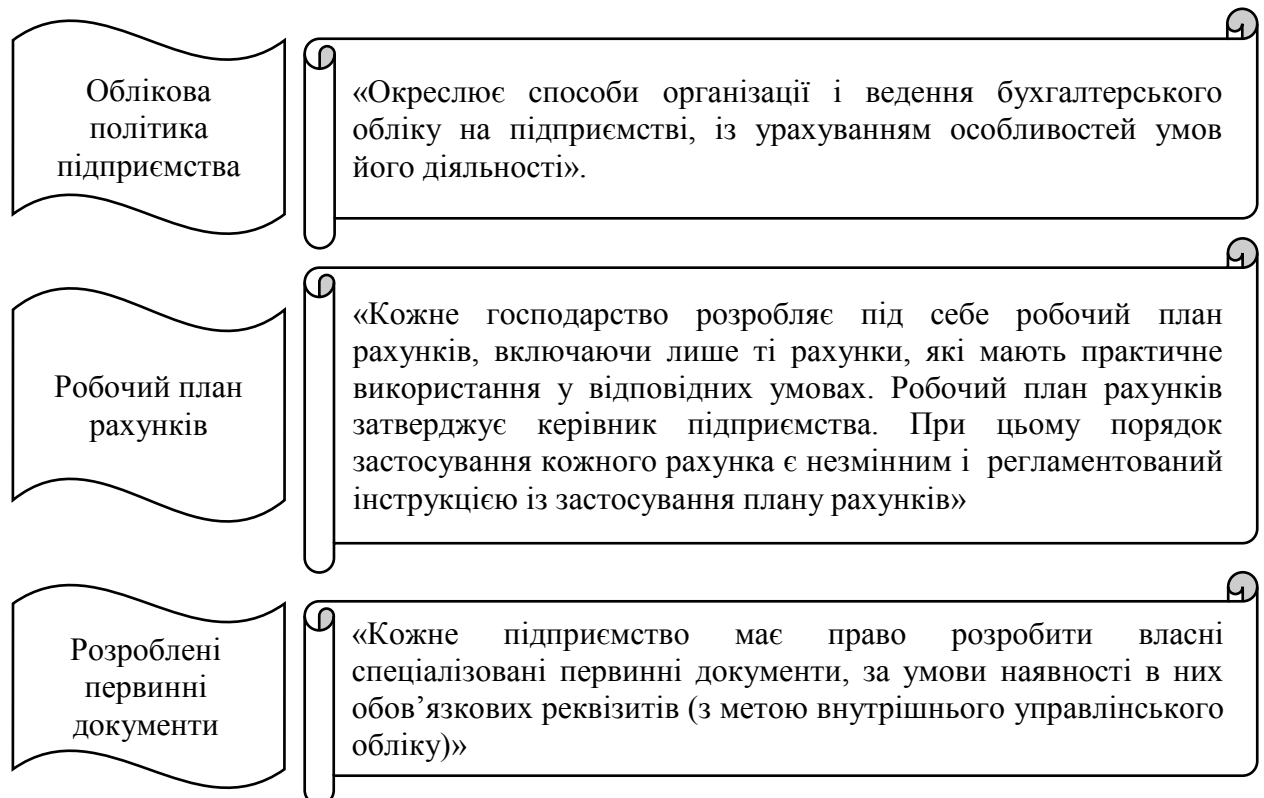 Облікова
політика
підприємства
«Окреслює способи організації і ведення бухгалтерського
обліку на підприємстві, із урахуванням особливостей умов
його діяльності».
Робочий план
рахунків
«Кожне господарство розробляє під себе робочий план
рахунків, включаючи лише ті рахунки, які мають практичне
використання у відповідних умовах. Робочий план рахунків
затверджує керівник підприємства. При цьому порядок
застосування кожного рахунка є незмінним і регламентований
інструкцією із застосування плану рахунків»
Розроблені
первинні
документи
«Кожне підприємство має право розробити власні
спеціалізовані первинні документи, за умови наявності в них
обов’язкових реквізитів (з метою внутрішнього управлінського
обліку)»